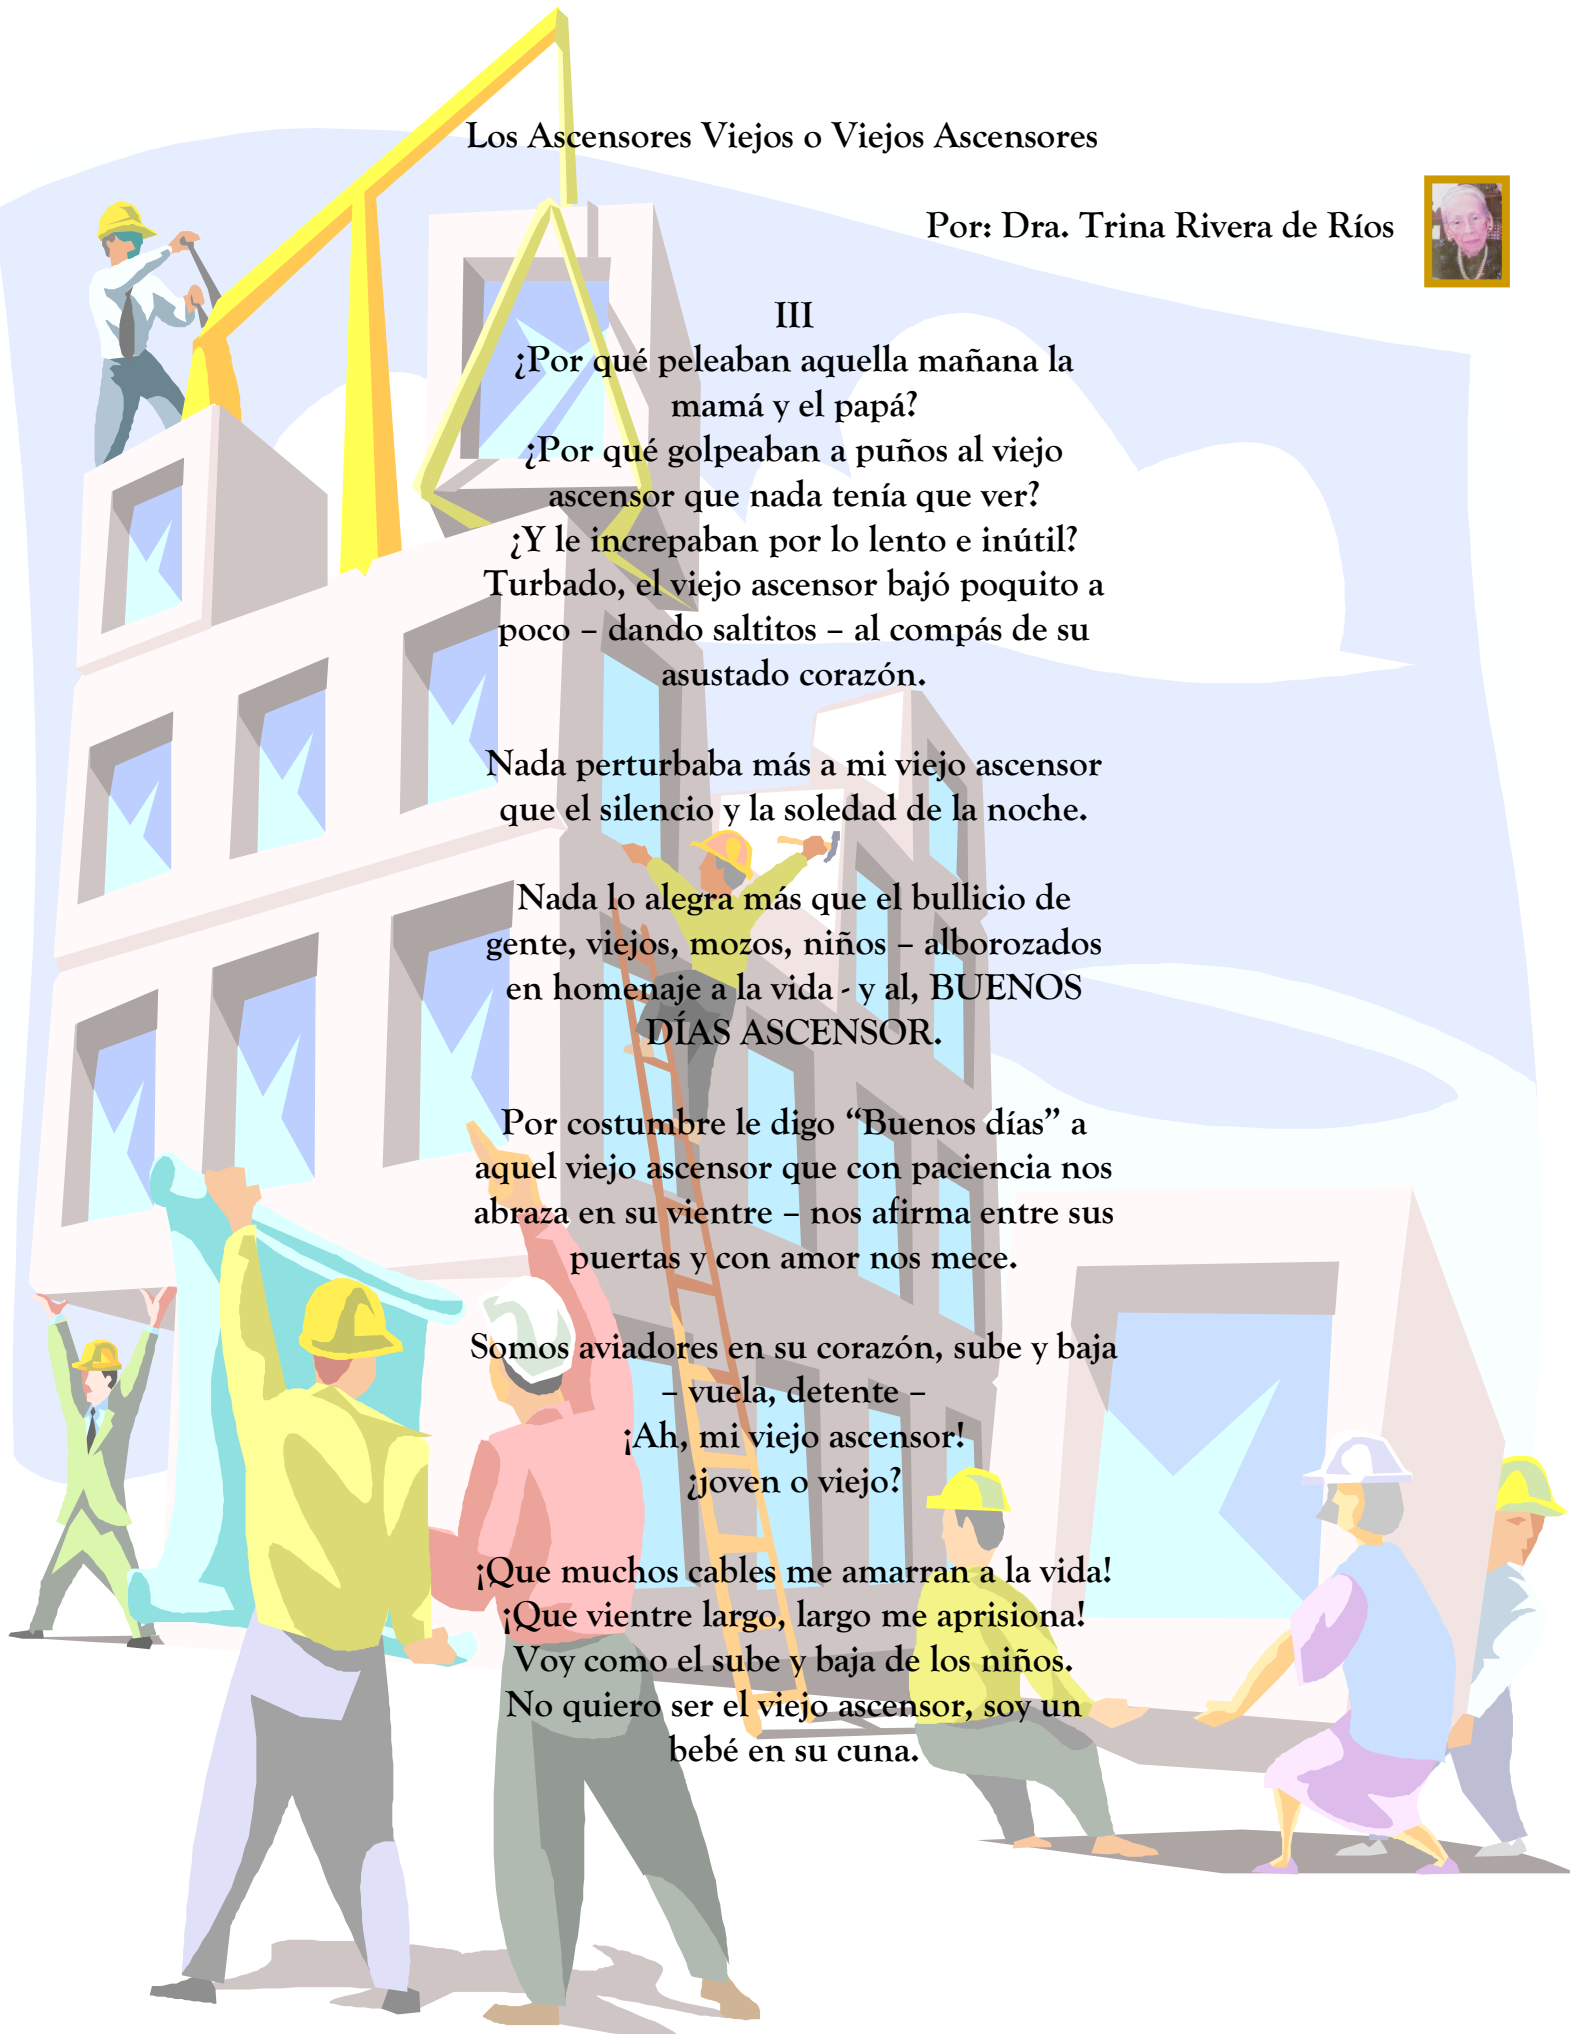 Los Ascensores Viejos o Viejos Ascensores
Por: Dra. Trina Rivera de Ríos
III
¿Por qué peleaban aquella mañana la
mamá y el papá?
¿Por qué golpeaban a puños al viejo
ascensor que nada tenía que ver?
¿Y le increpaban por lo lento e inútil?
Turbado, el viejo ascensor bajó poquito a
poco – dando saltitos – al compás de su
asustado corazón.
Nada perturbaba más a mi viejo ascensor
que el silencio y la soledad de la noche.
Nada lo alegra más que el bullicio de
gente, viejos, mozos, niños – alborozados
en homenaje a la vida - y al, BUENOS
DÍAS ASCENSOR.
Por costumbre le digo “Buenos días” a
aquel viejo ascensor que con paciencia nos
abraza en su vientre – nos afirma entre sus
puertas y con amor nos mece.
Somos aviadores en su corazón, sube y baja
– vuela, detente –
¡Ah, mi viejo ascensor!
¿joven o viejo?
¡Que muchos cables me amarran a la vida!
¡Que vientre largo, largo me aprisiona!
Voy como el sube y baja de los niños.
No quiero ser el viejo ascensor, soy un
bebé en su cuna.